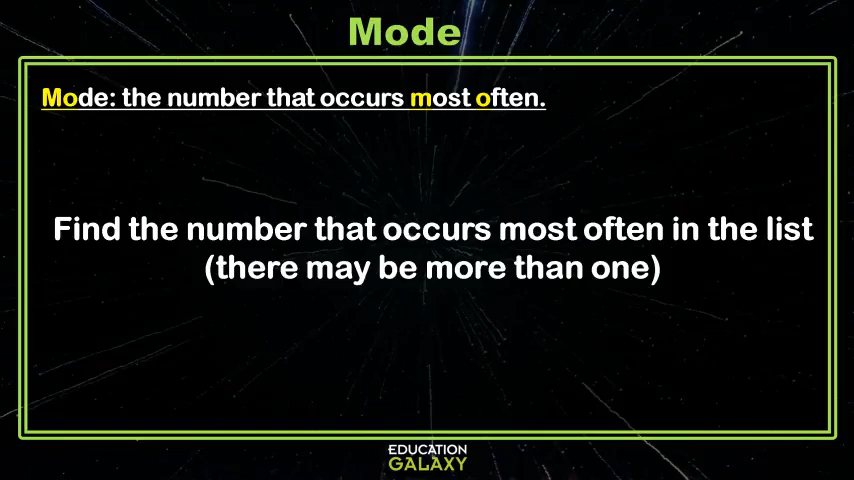 Mode
Mode: the number that occurs most often.
Find the number that occurs most often in the list
(there may be more than one)
EDUCATION
GALAXY